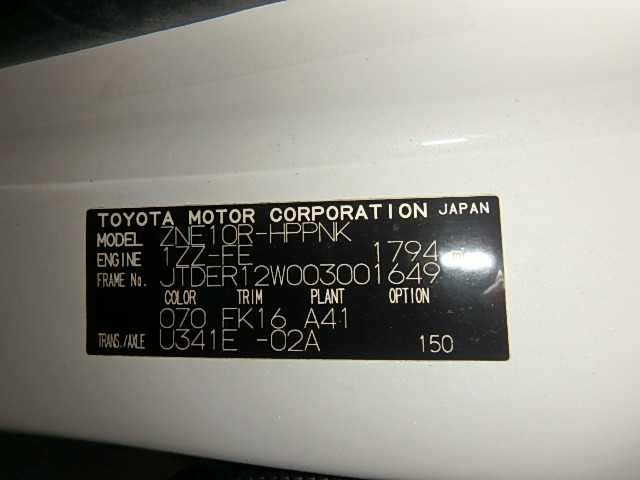 TOYOTA MOTOR CORPORATION JAPAN
MODEL ZNE10R-HPPNK
ENGINE 1ZZ-FE 1794
FRAME No. JTDER12W003001649
COLOR TRIM PLANT OPTION
070 FK16 A41
TRANS./AXLE U341E -02A 150